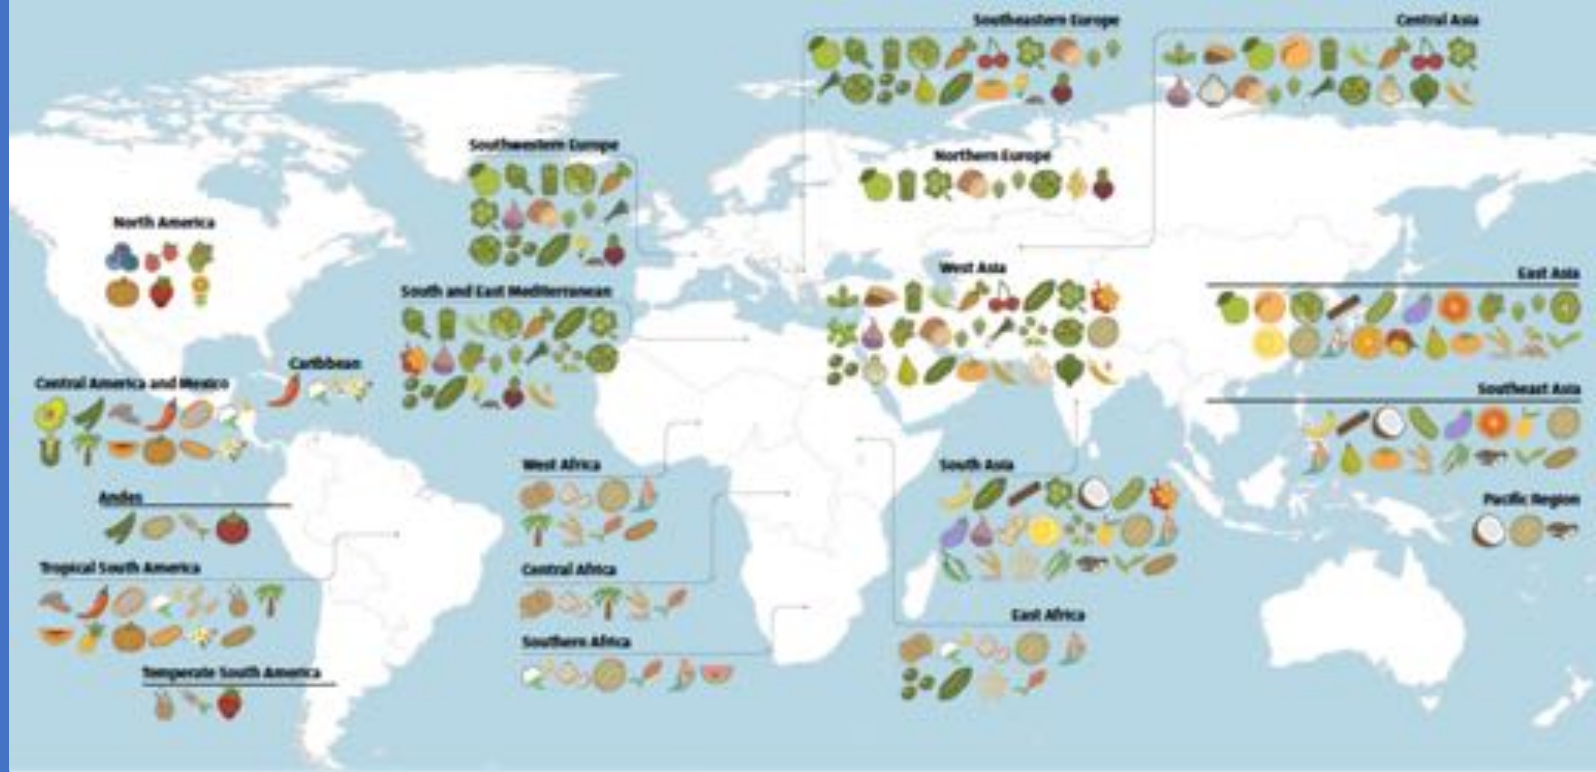 Southeastern Europe
Central Asia
Southwestern Europe
Northern Europe
North America
West Asia
East Asia
South and East Mediterranean
Caribbean
Central America and Mexico
Southeast Asia
West Africa
South Asia
Andes
Pacific Region
Tropical South America
Central Africa
East Africa
Southern Africa
Temperate South America